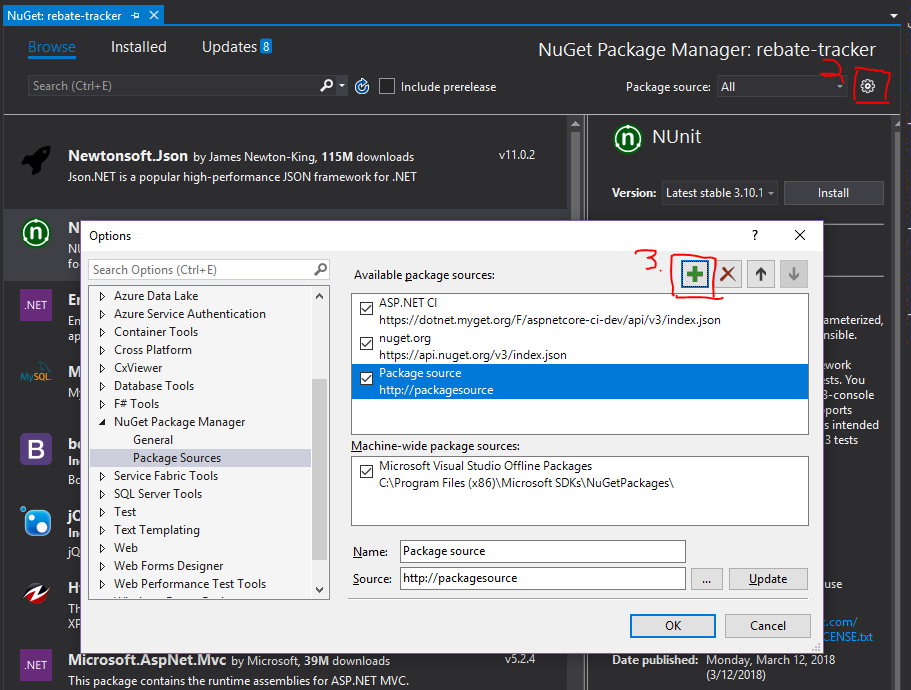 NuGet: rebate-tracker
Browse Installed Updates 8
NuGet Package Manager: rebate-tracker
Search (Ctrl+E)
Include prerelease
Package source: All
Newtonsoft.Json by James Newton-King, 115M downloads
v11.0.2
Json.NET is a popular high-performance JSON framework for .NET
n
NUnit
Version: Latest stable 3.10.1 Install
n
.NET
MySQL
B
Options
?
Search Options (Ctrl+E)
Azure Data Lake
Azure Service Authentication
Container Tools
Cross Platform
CxViewer
Database Tools
F# Tools
NuGet Package Manager
General
Package Sources
Service Fabric Tools
SQL Server Tools
Test
Text Templating
Web
Web Forms Designer
Web Performance Test Tools
Available package sources:
3.
ASP.NET CI
https://dotnet.myget.org/F/aspnetcore-ci-dev/api/v3/index.json
nuget.org
https://api.nuget.org/v3/index.json
Package source
http://packagesource
Machine-wide package sources:
Microsoft Visual Studio Offline Packages
C:\Program Files (x86)\Microsoft SDKs\NuGetPackages\
Name: Package source
Source: http://packagesource ... Update
OK Cancel
ameterized,
nsible.
work
ests. You
3-console
ports
s intended
3 tests
use
t.com/
CENSE.txt
.NET
Microsoft.AspNet.Mvc by Microsoft, 39M downloads
v5.2.4
This package contains the runtime assemblies for ASP.NET MVC.
Date published: Monday, March 12, 2018
(3/12/2018)